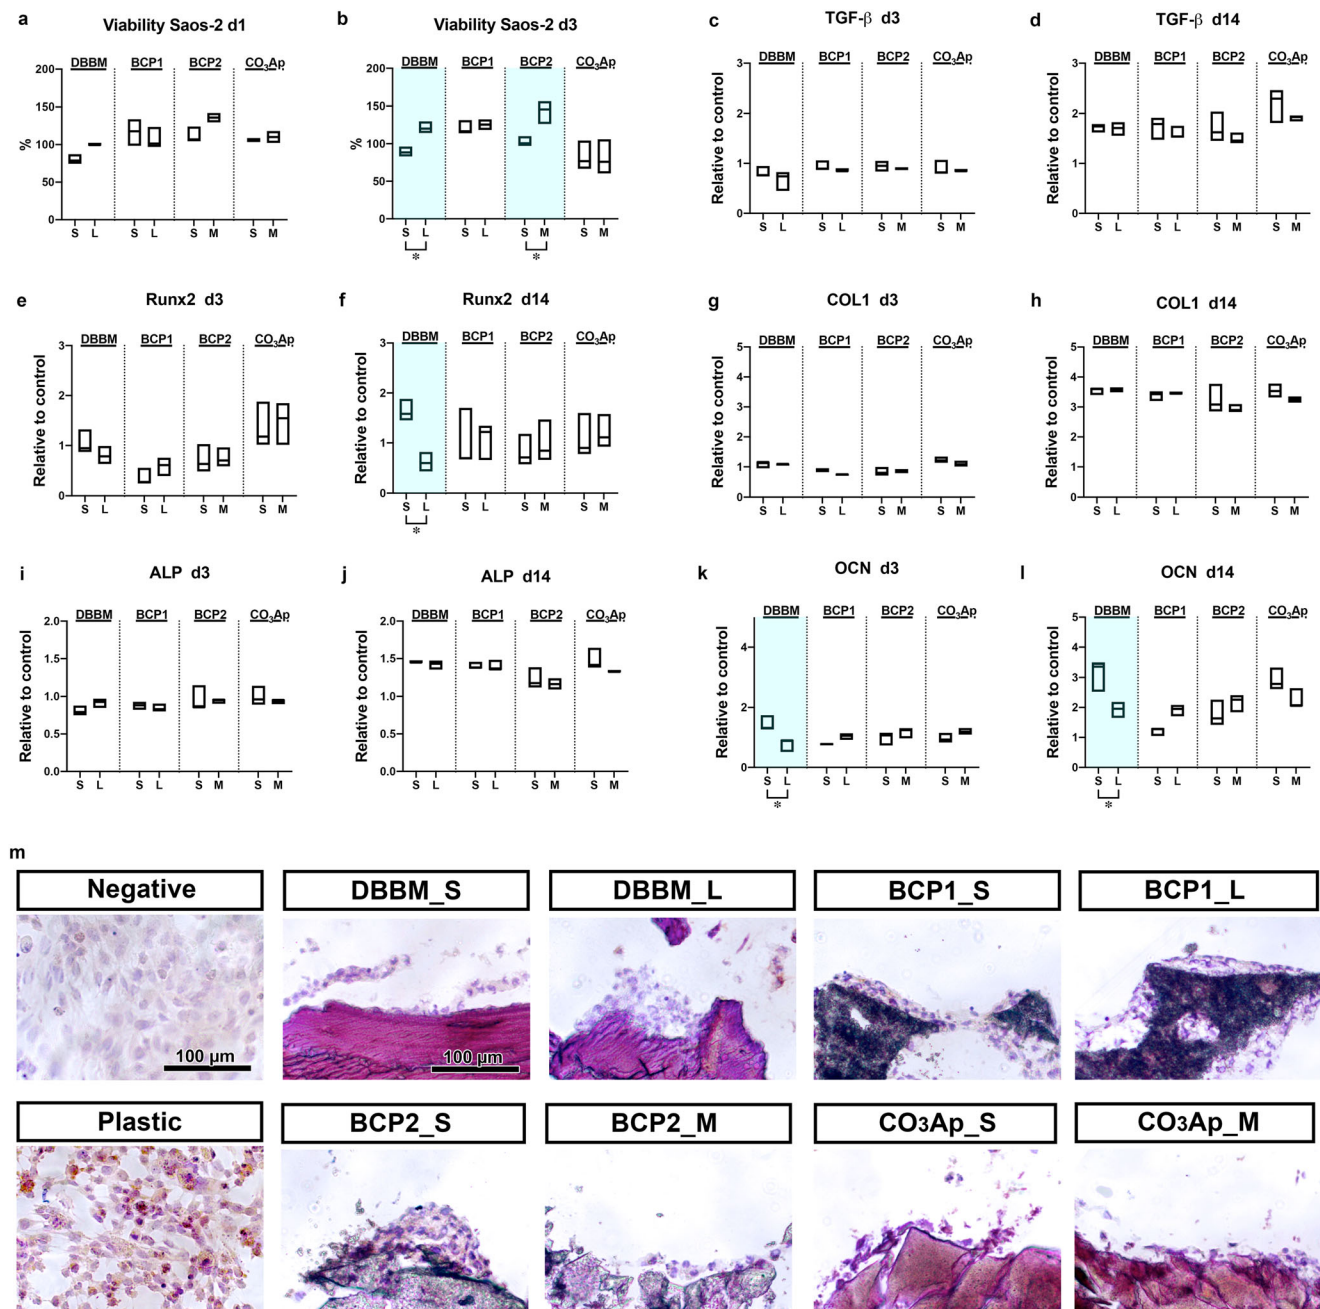 a Viability Saos-2 d1
DBBM BCP1 BCP2 CO₃Ap
%
200
150
100
50
0
S L S L S M S M
b Viability Saos-2 d3
DBBM BCP1 BCP2 CO₃Ap
200
150
100
50
0
S L S L S M S M
* *
c TGF-β d3
DBBM BCP1 BCP2 CO₃Ap
Relative to control
3
2
1
0
S L S L S M S M
d TGF-β d14
DBBM BCP1 BCP2 CO₃Ap
3
2
1
0
S L S L S M S M
e Runx2 d3
DBBM BCP1 BCP2 CO₃Ap
Relative to control
3
2
1
0
S L S L S M S M
f Runx2 d14
DBBM BCP1 BCP2 CO₃Ap
3
2
1
0
S L S L S M S M
*
g COL1 d3
DBBM BCP1 BCP2 CO₃Ap
Relative to control
5
4
3
2
1
0
S L S L S M S M
h COL1 d14
DBBM BCP1 BCP2 CO₃Ap
5
4
3
2
1
0
S L S L S M S M
i ALP d3
DBBM BCP1 BCP2 CO₃Ap
Relative to control
2.0
1.5
1.0
0.5
0.0
S L S L S M S M
j ALP d14
DBBM BCP1 BCP2 CO₃Ap
Relative to control
2.0
1.5
1.0
0.5
0.0
S L S L S M S M
k OCN d3
DBBM BCP1 BCP2 CO₃Ap
Relative to control
4
2
0
S L S L S M S M
*
l OCN d14
DBBM BCP1 BCP2 CO₃Ap
Relative to control
5
4
3
2
1
0
S L S L S M S M
*
m
Negative DBBM_S DBBM_L BCP1_S BCP1_L
100 µm 100 µm
Plastic BCP2_S BCP2_M CO₃Ap_S CO₃Ap_M